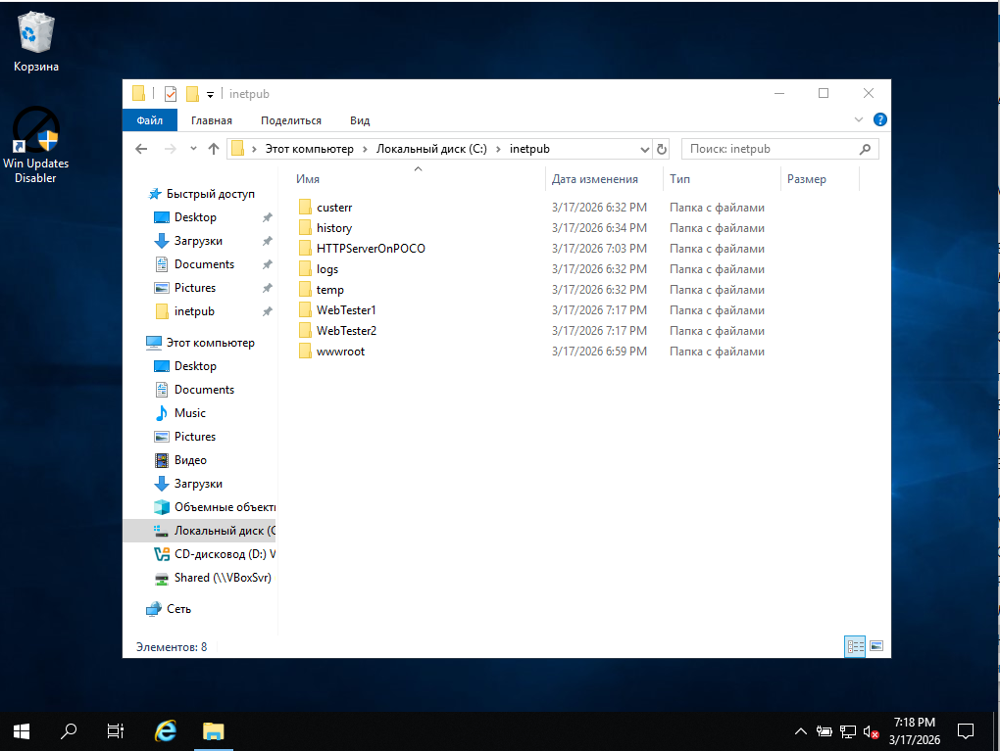 Корзина
Win Updates
Disabler
inetpub
Файл
Главная
Поделиться
Вид
Этот компьютер
Локальный диск (C:)
inetpub
Поиск: inetpub
Быстрый доступ
Desktop
Загрузки
Documents
Pictures
inetpub
Этот компьютер
Desktop
Documents
Music
Pictures
Видео
Загрузки
Объемные объекты
Локальный диск (C
CD-дисковод (D:) V
Shared (\\VBoxSvr)
Сеть
Имя Дата изменения Тип Размер
custerr 3/17/2026 6:32 PM Папка с файлами
history 3/17/2026 6:34 PM Папка с файлами
HTTPServerOnPOCO 3/17/2026 7:03 PM Папка с файлами
logs 3/17/2026 6:32 PM Папка с файлами
temp 3/17/2026 6:32 PM Папка с файлами
WebTester1 3/17/2026 7:17 PM Папка с файлами
WebTester2 3/17/2026 7:17 PM Папка с файлами
wwwroot 3/17/2026 6:59 PM Папка с файлами
Элементов: 8
7:18 PM
3/17/2026